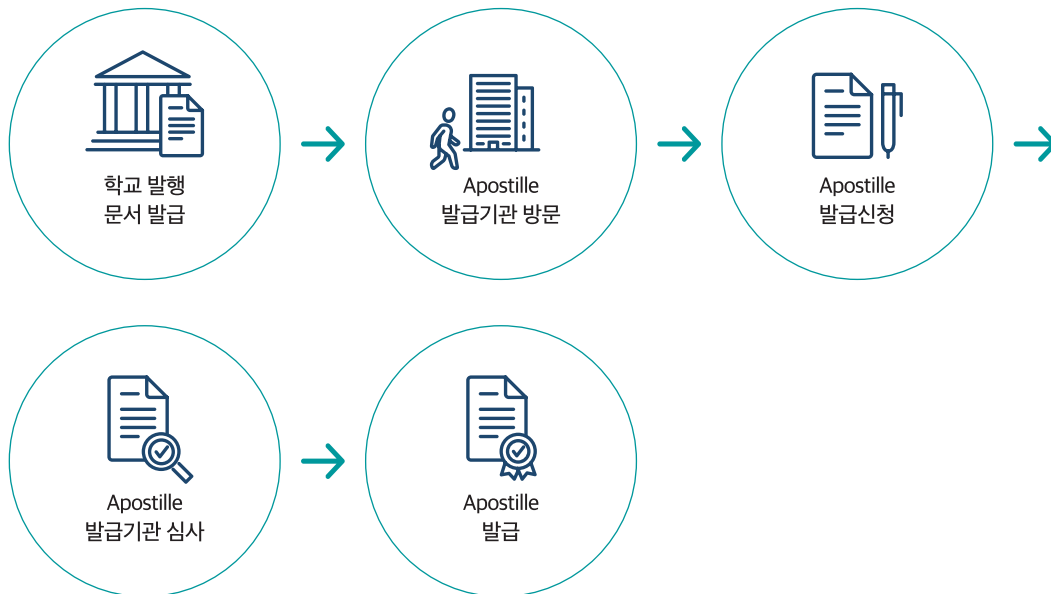 학교 발행
문서 발급
Apostille
발급기관 방문
Apostille
발급신청
Apostille
발급기관 심사
Apostille
발급